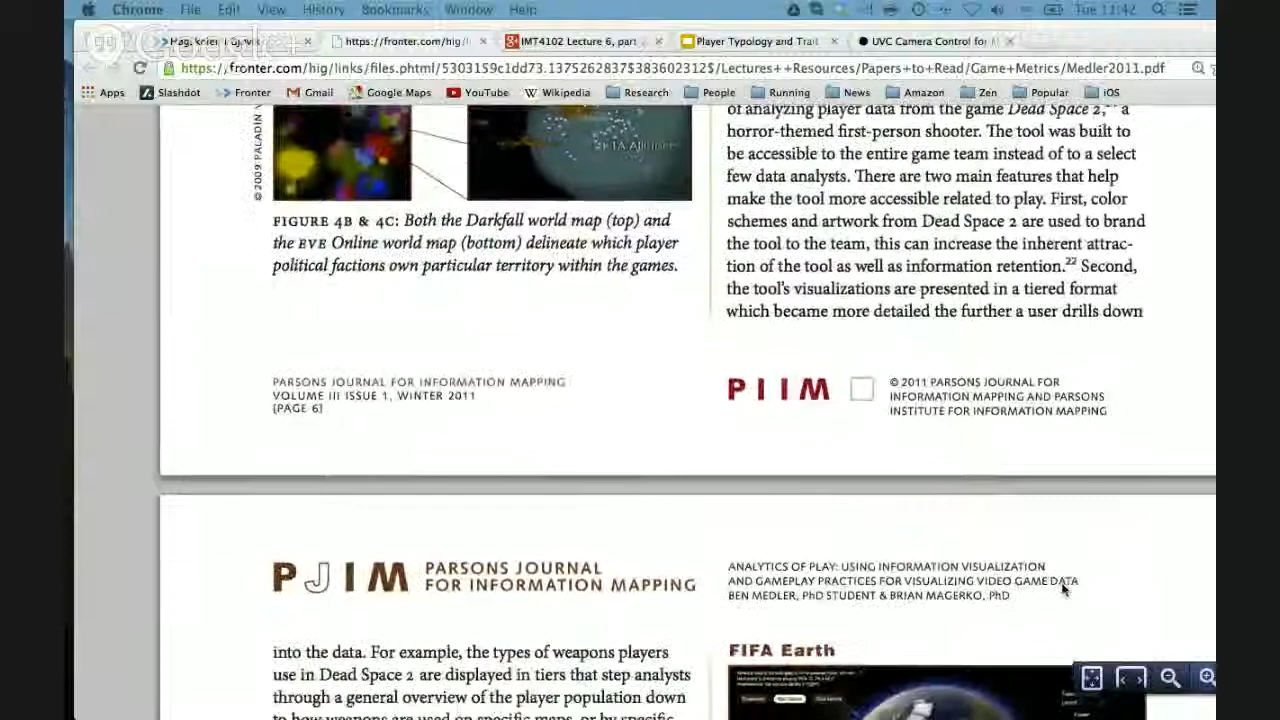 Chrome File Edit View History Bookmarks Window Help Tue 11:42
https://fronter.com/hig/l IMT4102 Lecture 6, part Player Typology and Trait UVC Camera Control for
https://fronter.com/hig/links/files.phtml/5303159c1dd73.1375262837$383602312$/Lectures++Resources/Papers+to+Read/Game+Metrics/Medler2011.pdf
Apps Slashdot Fronter Gmail Google Maps YouTube Wikipedia Research People Running News Amazon Zen Popular iOS
© 2009 PALADIN
FIGURE 4B & 4C: Both the Darkfall world map (top) and
the EVE Online world map (bottom) delineate which player
political factions own particular territory within the games.
of analyzing player data from the game Dead Space 2, a
horror-themed first-person shooter. The tool was built to
be accessible to the entire game team instead of to a select
few data analysts. There are two main features that help
make the tool more accessible related to play. First, color
schemes and artwork from Dead Space 2 are used to brand
the tool to the team, this can increase the inherent attrac-
tion of the tool as well as information retention.22 Second,
the tool's visualizations are presented in a tiered format
which became more detailed the further a user drills down
PARSONS JOURNAL FOR INFORMATION MAPPING
VOLUME III ISSUE 1, WINTER 2011
[PAGE 6]
PIIM
© 2011 PARSONS JOURNAL FOR
INFORMATION MAPPING AND PARSONS
INSTITUTE FOR INFORMATION MAPPING
PJIM
PARSONS JOURNAL
FOR INFORMATION MAPPING
ANALYTICS OF PLAY: USING INFORMATION VISUALIZATION
AND GAMEPLAY PRACTICES FOR VISUALIZING VIDEO GAME DATA
BEN MEDLER, PhD STUDENT & BRIAN MAGERKO, PhD
into the data. For example, the types of weapons players
use in Dead Space 2 are displayed in tiers that step analysts
through a general overview of the player population down
to how weapons are used on specific maps, or by specific
FIFA Earth